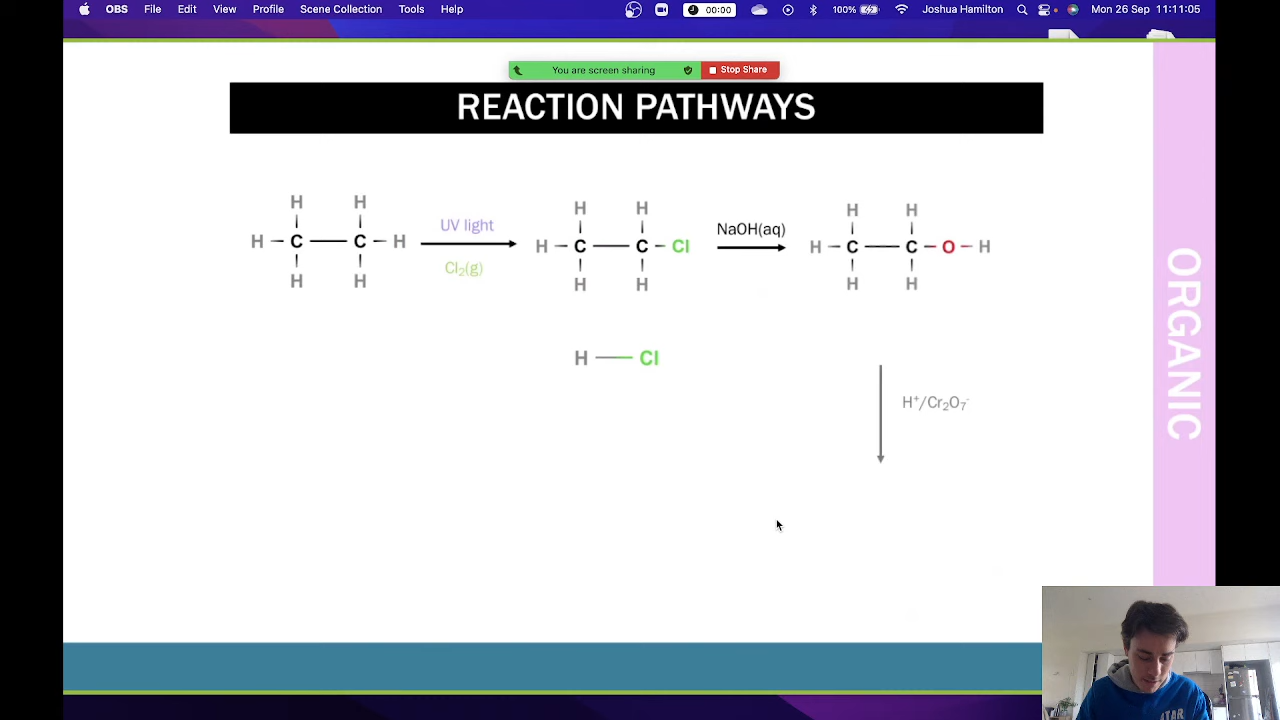 OBS File Edit View Profile Scene Collection Tools Help 00:00 100% Joshua Hamilton Mon 26 Sep 11:11:05
You are screen sharing Stop Share
REACTION PATHWAYS
H H
H C C H
H H
UV light
Cl₂(g)
H H
H C C Cl
H H
NaOH(aq)
H H
H C C O H
H H
H Cl
H⁺/Cr₂O₇⁻
ORGANIC